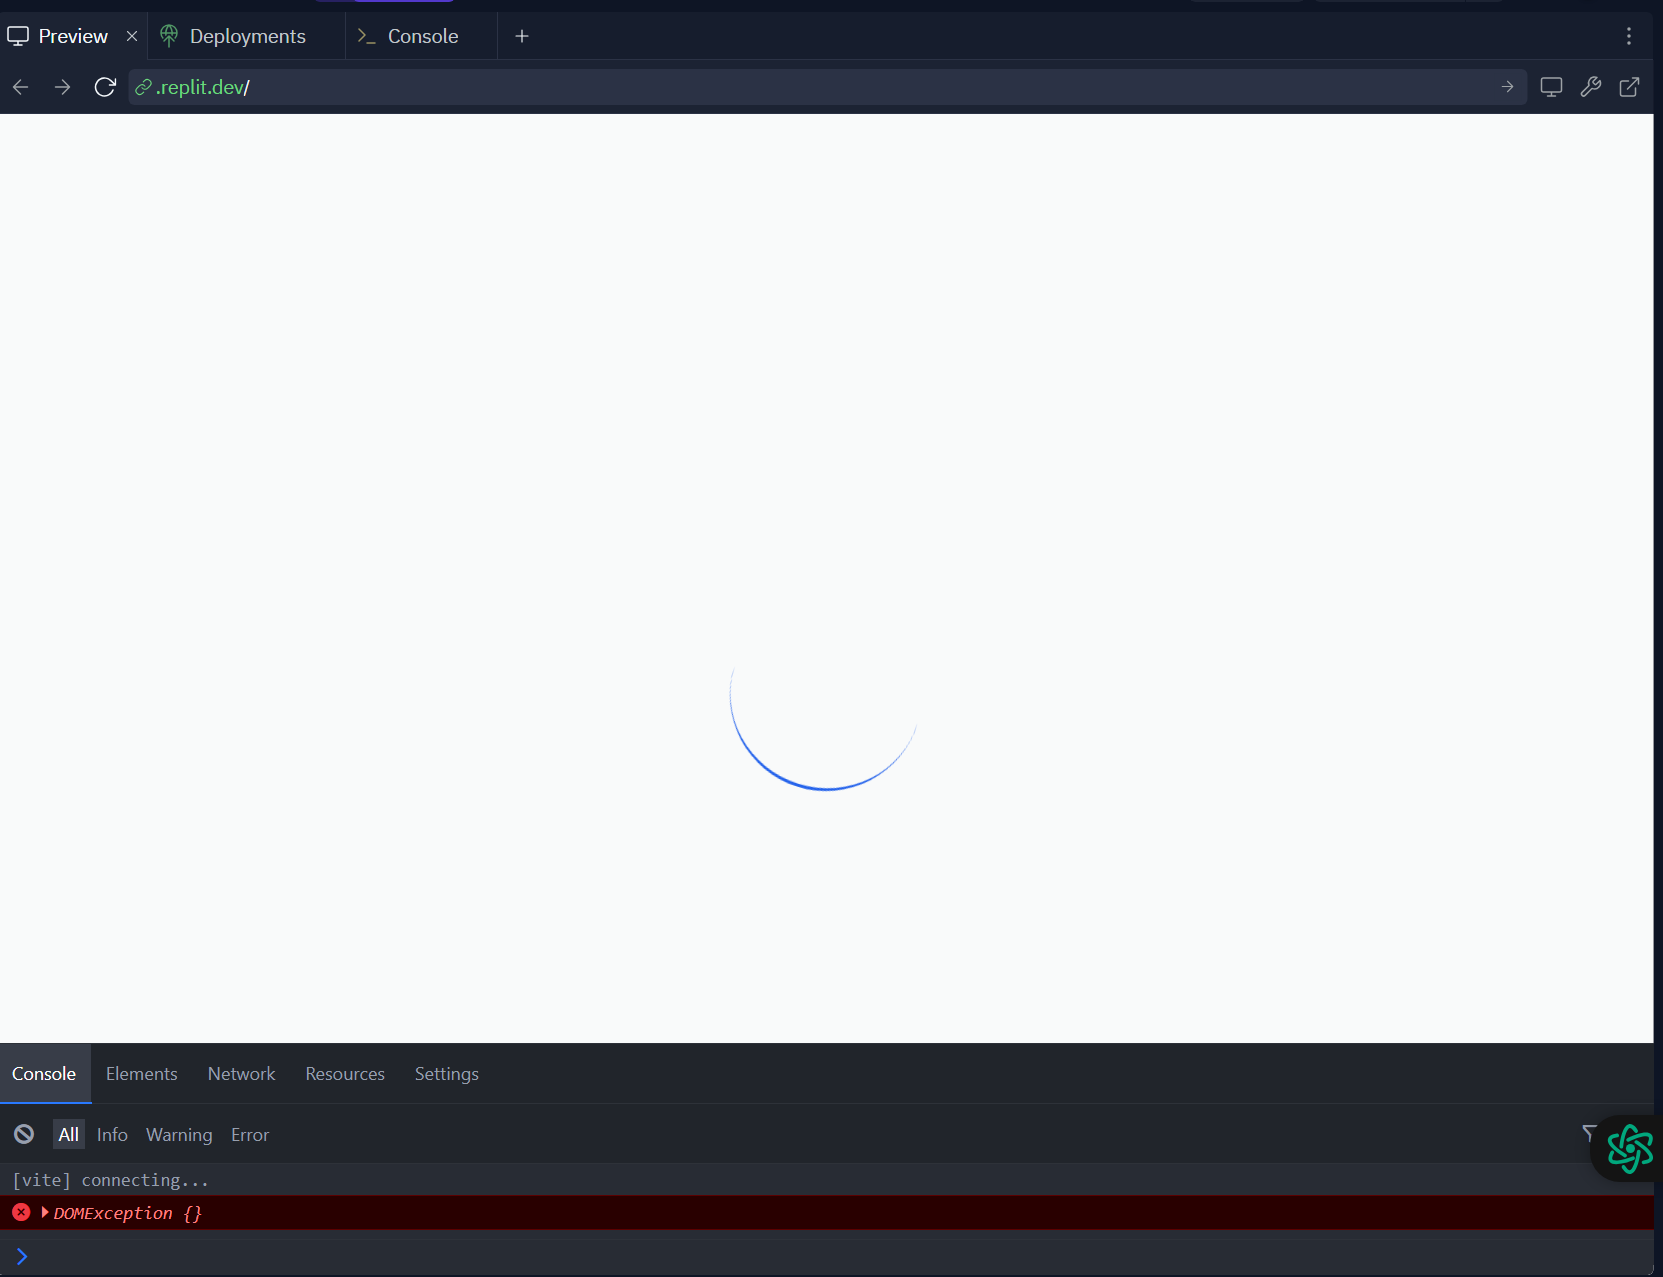 Preview Deployments Console
.replit.dev/
Console Elements Network Resources Settings
All Info Warning Error
[vite] connecting...
DOMException {}